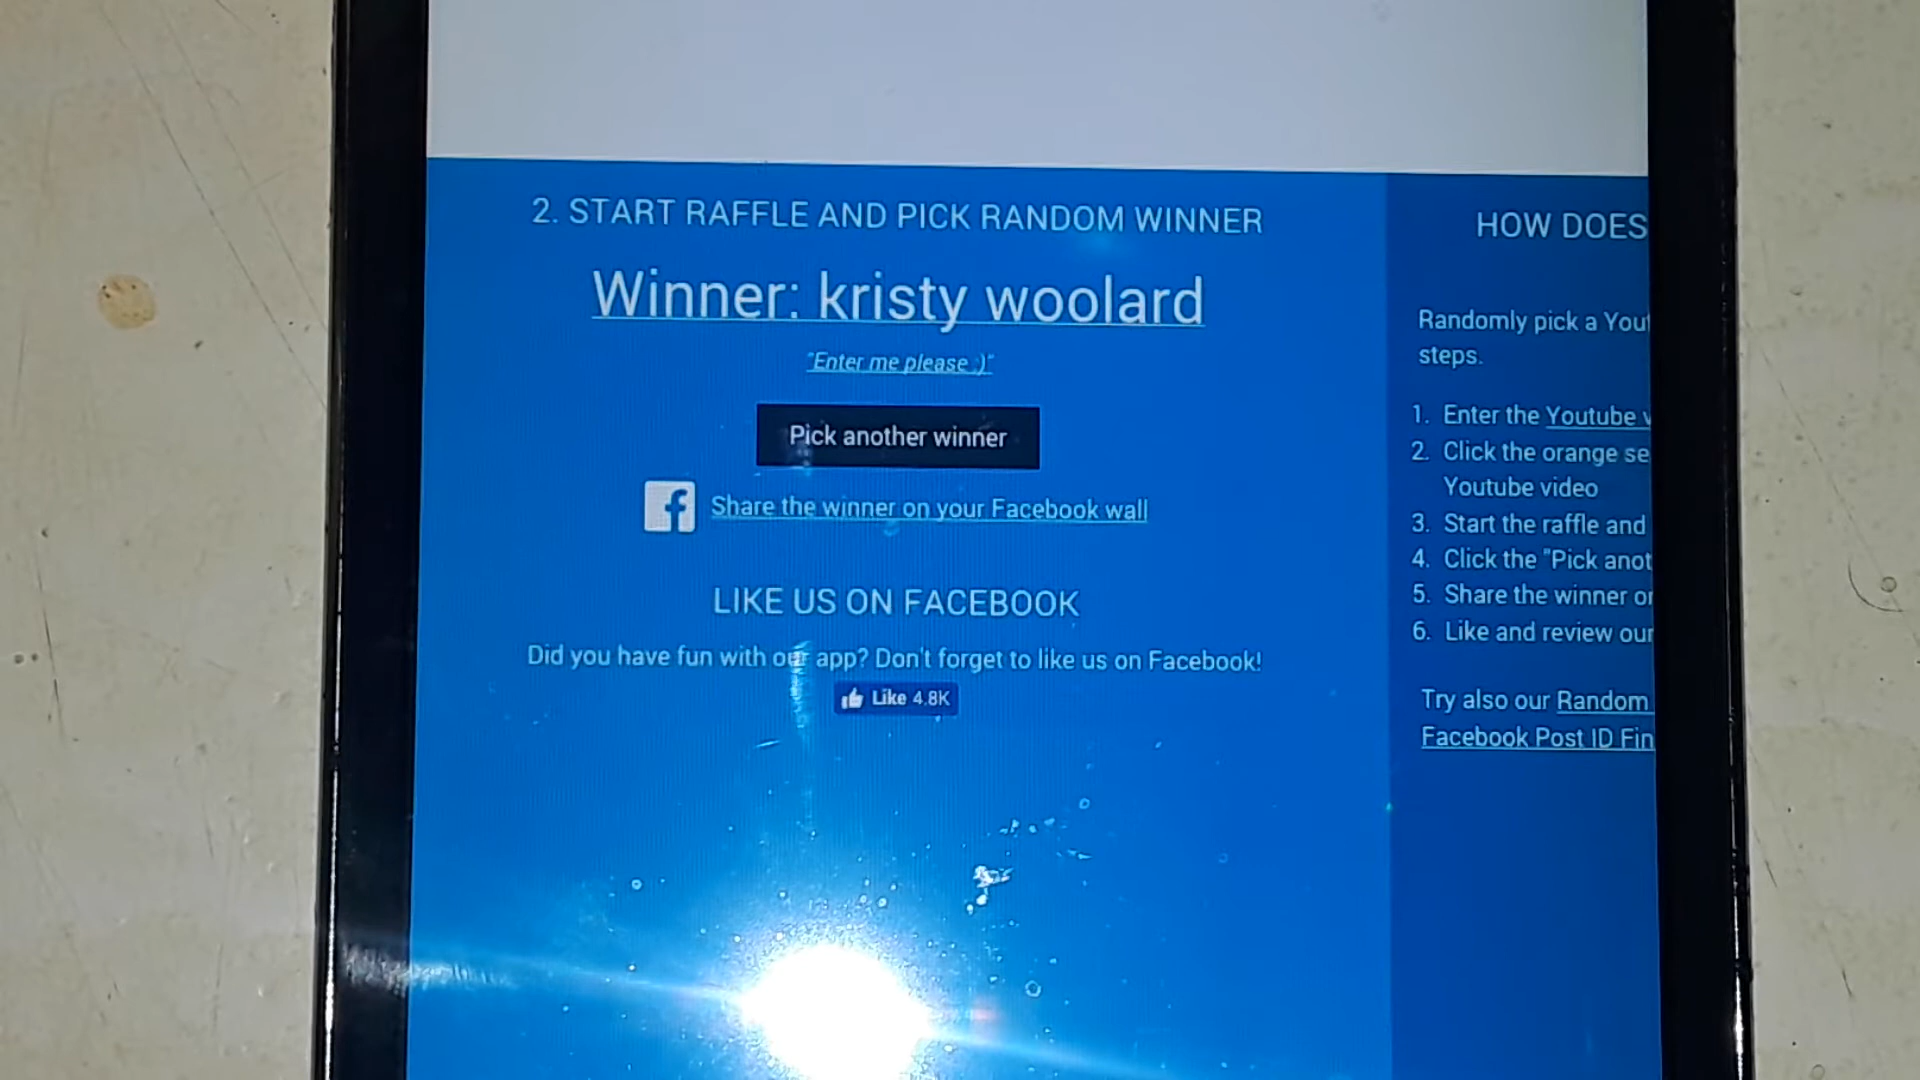 2. START RAFFLE AND PICK RANDOM WINNER
Winner: kristy woolard
"Enter me please :)"
Pick another winner
Share the winner on your Facebook wall
LIKE US ON FACEBOOK
Did you have fun with our app? Don't forget to like us on Facebook!
Like 4.8K
HOW DOES
Randomly pick a You
steps.
1. Enter the Youtube
2. Click the orange se
Youtube video
3. Start the raffle and
4. Click the "Pick anot
5. Share the winner
6. Like and review our
Try also our Random
Facebook Post ID Fin